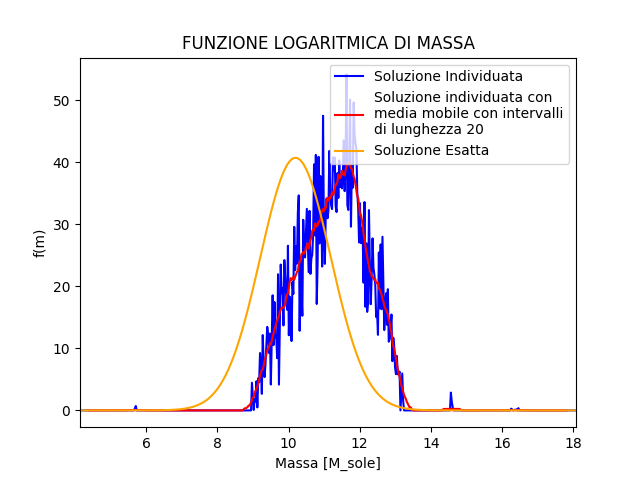 FUNZIONE LOGARITMICA DI MASSA
Soluzione Individuata
Soluzione individuata con
media mobile con intervalli
di lunghezza 20
Soluzione Esatta
f(m)
50
40
30
20
10
0
6 8 10 12 14 16 18
Massa [M_sole]